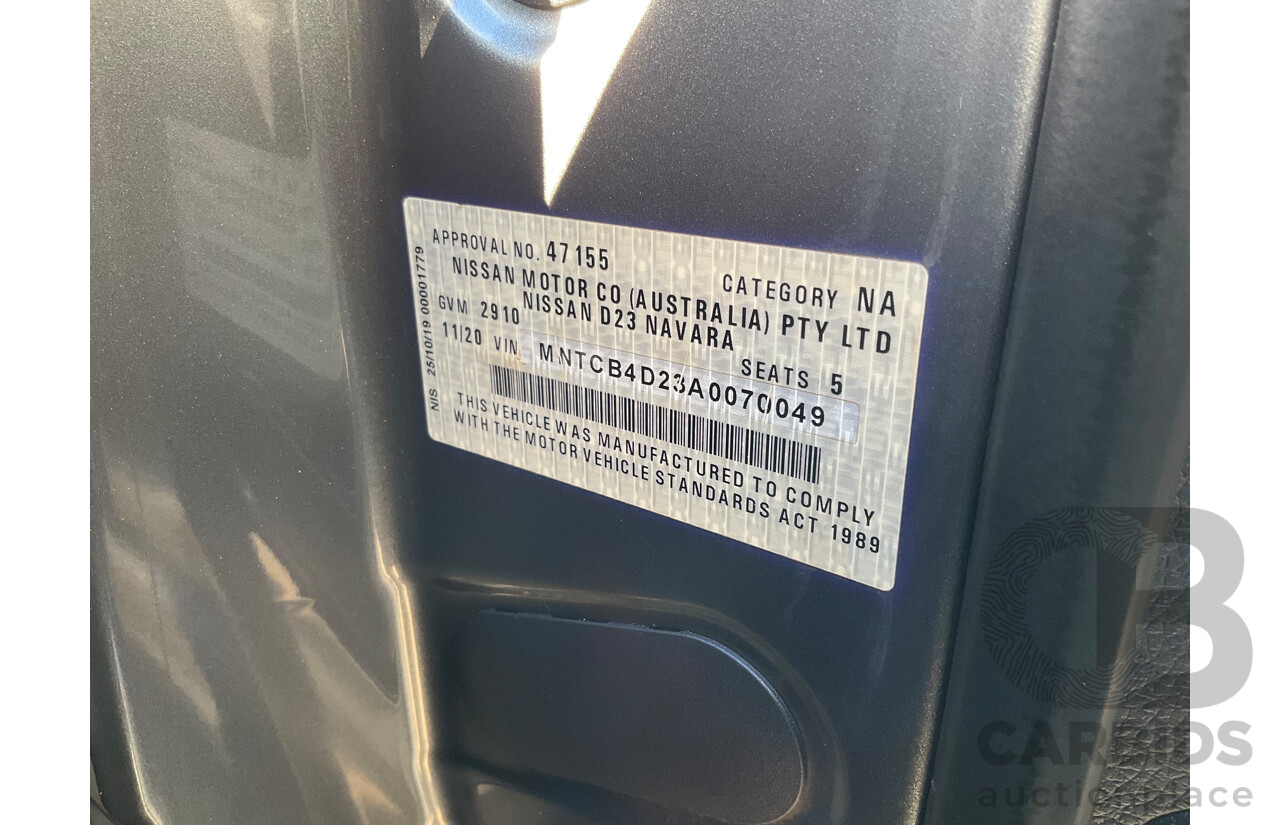 APPROVAL NO. 47155 CATEGORY NA
NISSAN MOTOR CO (AUSTRALIA) PTY LTD
NISSAN D23 NAVARA
GVM 2910 SEATS 5
11/20 VIN MNTCB4D23A0070049
THIS VEHICLE WAS MANUFACTURED TO COMPLY
WITH THE MOTOR VEHICLE STANDARDS ACT 1989
NIS 25/10/19 00001779
CB
CARBIDS
auctionplace